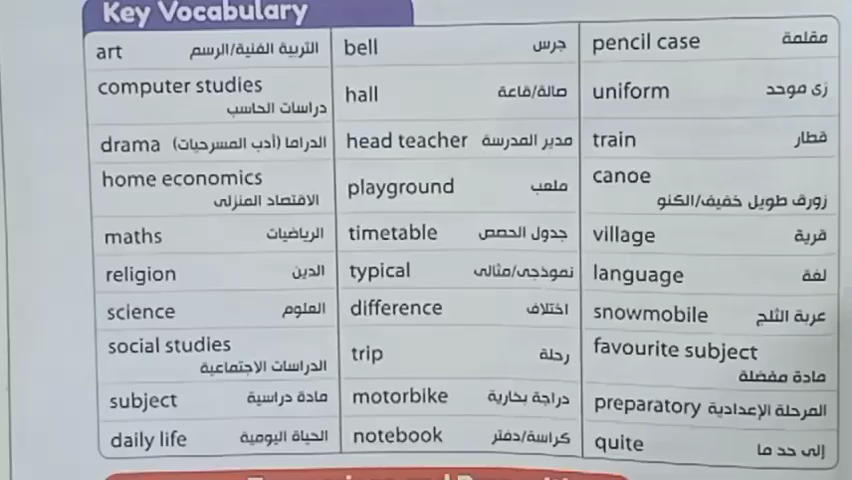 Key Vocabulary
art التربية الفنية/الرسم
computer studies
دراسات الحاسب
drama الدراما (أدب المسرحيات)
home economics
الاقتصاد المنزلى
maths الرياضيات
religion الدين
science العلوم
social studies
الدراسات الاجتماعية
subject مادة دراسية
daily life الحياة اليومية
bell جرس
hall صالة/قاعة
head teacher مدير المدرسة
playground ملعب
timetable جدول الحصص
typical نموذجى/مثالى
difference اختلاف
trip رحلة
motorbike دراجة بخارية
notebook كراسة/دفتر
pencil case مقلمة
uniform زى موحد
train قطار
canoe
زورق طويل خفيف/الكنو
village قرية
language لغة
snowmobile عربة الثلج
favourite subject
مادة مفضلة
preparatory المرحلة الإعدادية
quite إلى حد ما